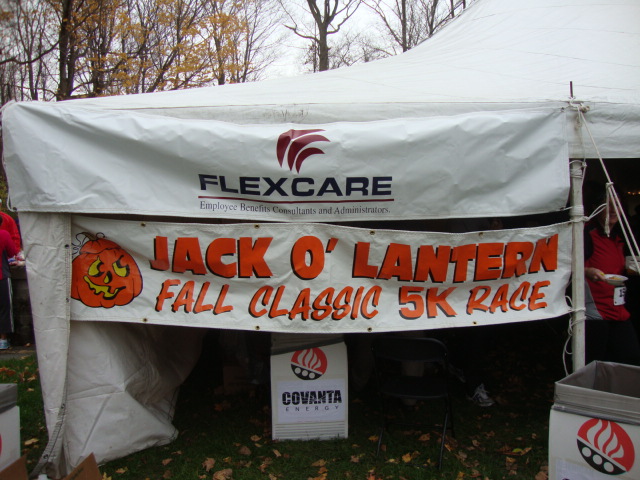 FLEXCARE
Employee Benefits Consultants and Administrators.
JACK O' LANTERN
FALL CLASSIC 5K RACE
COVANTA
ENERGY